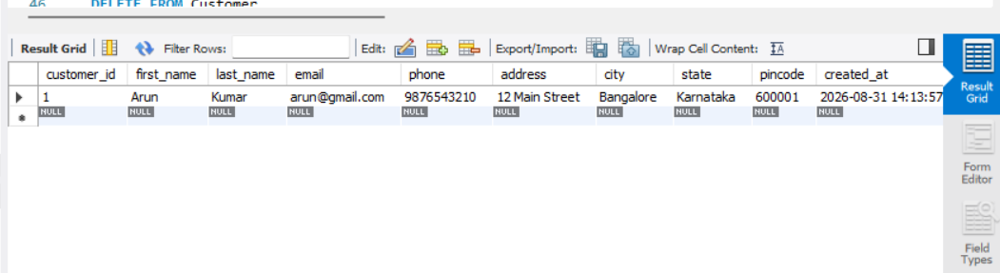 46 DELETE FROM Customer
Result Grid Filter Rows: Edit: Export/Import: Wrap Cell Content: IA
customer_id first_name last_name email phone address city state pincode created_at
1 Arun Kumar arun@gmail.com 9876543210 12 Main Street Bangalore Karnataka 600001 2026-08-31 14:13:57
NULL NULL NULL NULL NULL NULL NULL NULL NULL NULL
Result
Grid
Form
Editor
Field
Types